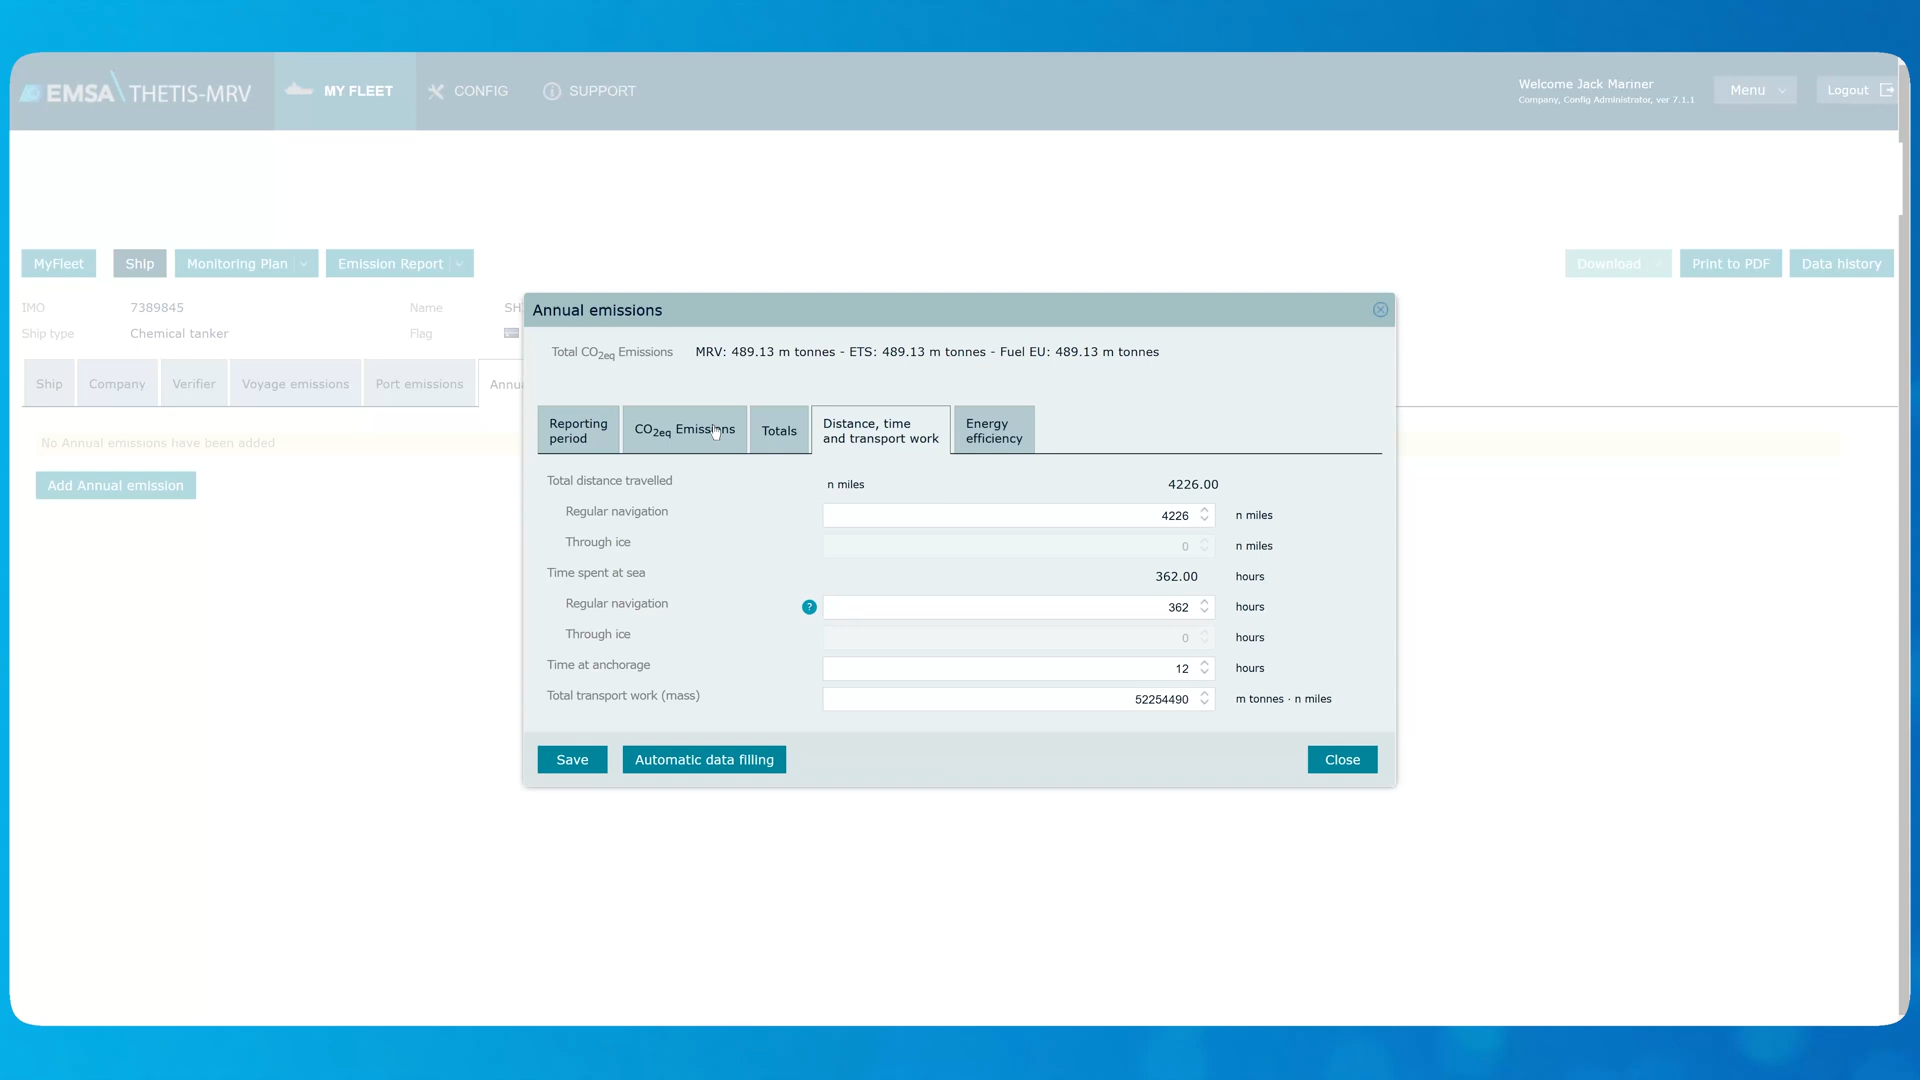 EMSA THETIS-MRV
MY FLEET
CONFIG
SUPPORT
Welcome Jack Mariner
Company, Config Administrator, ver 7.1.1
Menu
Logout
MyFleet
Ship
Monitoring Plan
Emission Report
Download
Print to PDF
Data history
IMO 7389845
Name SH
Ship type Chemical tanker
Flag
Ship
Company
Verifier
Voyage emissions
Port emissions
Annu
No Annual emissions have been added
Add Annual emission
Annual emissions
Total CO2eq Emissions MRV: 489.13 m tonnes - ETS: 489.13 m tonnes - Fuel EU: 489.13 m tonnes
Reporting
period
CO2eq Emissions
Totals
Distance, time
and transport work
Energy
efficiency
Total distance travelled n miles 4226.00
Regular navigation 4226 n miles
Through ice 0 n miles
Time spent at sea 362.00 hours
Regular navigation ? 362 hours
Through ice 0 hours
Time at anchorage 12 hours
Total transport work (mass) 52254490 m tonnes · n miles
Save
Automatic data filling
Close